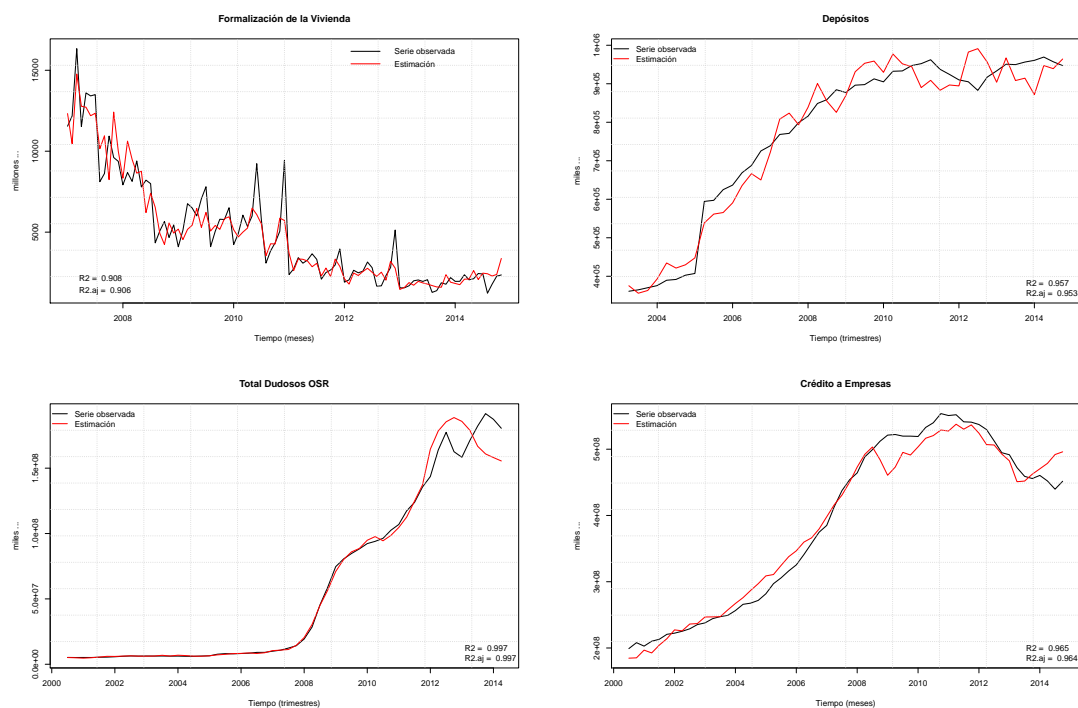 Formalización de la Vivienda
Serie observada
Estimación
15000
10000
5000
millones ...
R2 = 0.908
R2.aj = 0.906
2008
2010
2012
2014
Tiempo (meses)
Depósitos
Serie observada
Estimación
1e+06
9e+05
8e+05
7e+05
6e+05
5e+05
4e+05
miles ...
R2 = 0.957
R2.aj = 0.953
2004
2006
2008
2010
2012
2014
Tiempo (trimestres)
Total Dudosos OSR
Serie observada
Estimación
1.5e+08
1.0e+08
5.0e+07
0.0e+00
miles ...
R2 = 0.997
R2.aj = 0.997
2000
2002
2004
2006
2008
2010
2012
2014
Tiempo (trimestres)
Crédito a Empresas
Serie observada
Estimación
5e+08
4e+08
3e+08
2e+08
miles ...
R2 = 0.965
R2.aj = 0.964
2000
2002
2004
2006
2008
2010
2012
2014
Tiempo (meses)